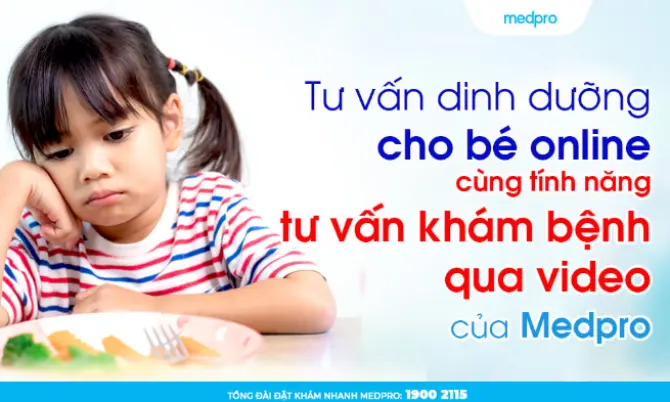 medpro
Tư vấn dinh dưỡng
cho bé online
cùng tính năng
tư vấn khám bệnh
qua video
của Medpro
TỔNG ĐÀI ĐẶT KHÁM NHANH MEDPRO: 1900 2115